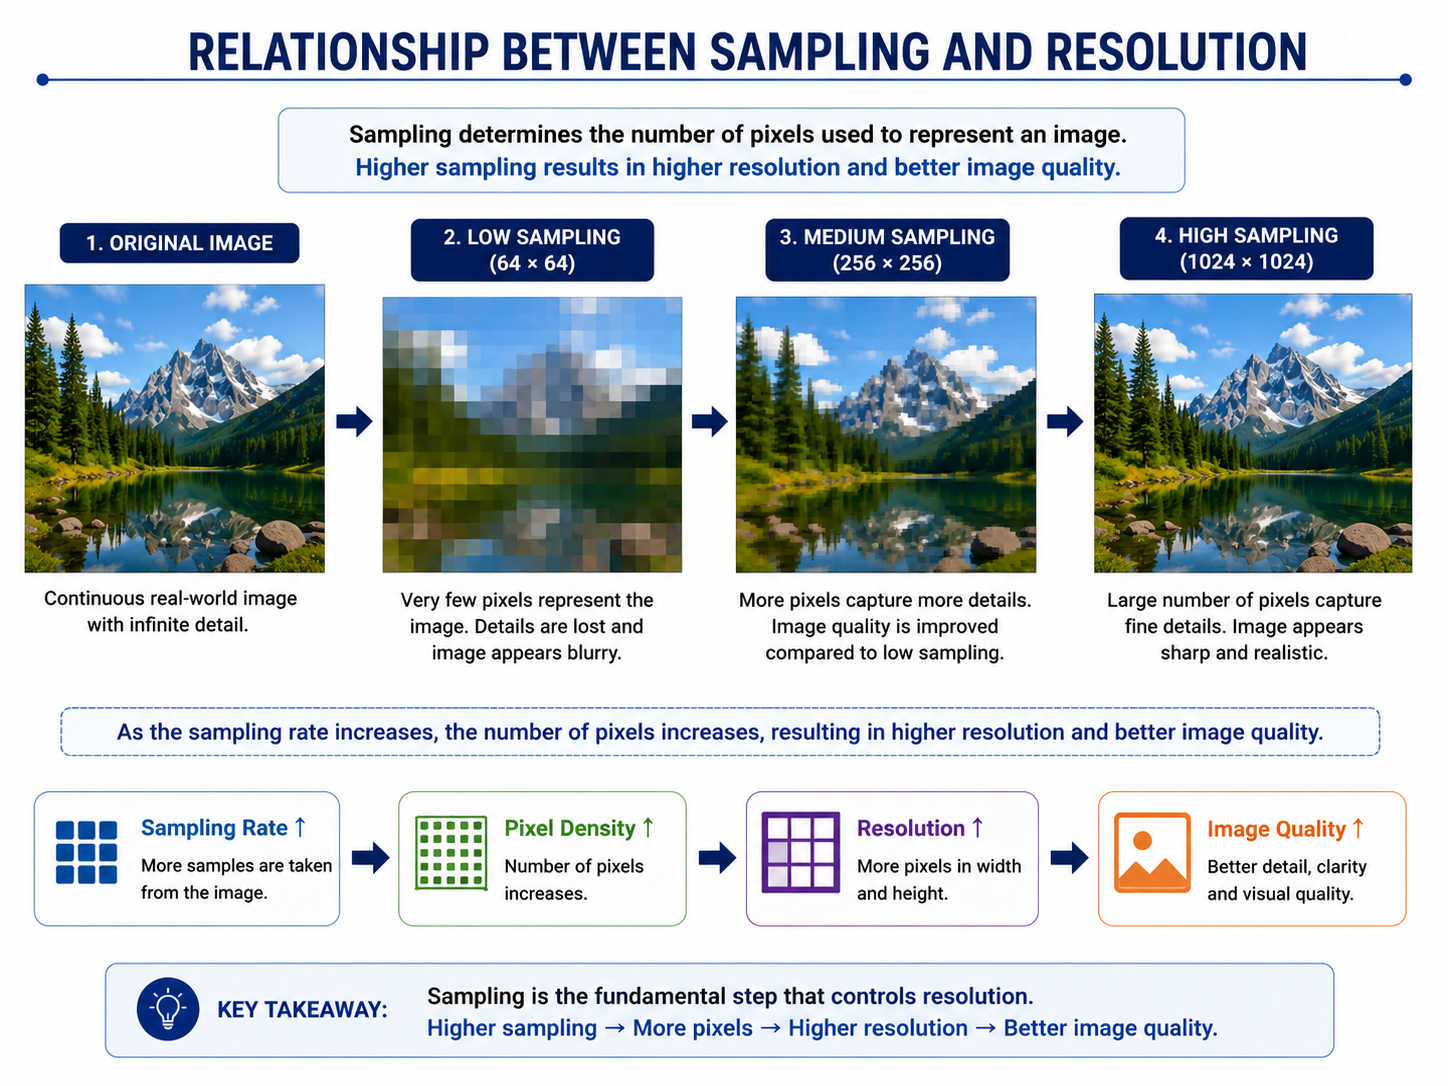 RELATIONSHIP BETWEEN SAMPLING AND RESOLUTION
Sampling determines the number of pixels used to represent an image.
Higher sampling results in higher resolution and better image quality.
1. ORIGINAL IMAGE
2. LOW SAMPLING
(64 × 64)
3. MEDIUM SAMPLING
(256 × 256)
4. HIGH SAMPLING
(1024 × 1024)
Continuous real-world image
with infinite detail.
Very few pixels represent the
image. Details are lost and
image appears blurry.
More pixels capture more details.
Image quality is improved
compared to low sampling.
Large number of pixels capture
fine details. Image appears
sharp and realistic.
As the sampling rate increases, the number of pixels increases, resulting in higher resolution and better image quality.
Sampling Rate ↑
More samples are taken
from the image.
Pixel Density ↑
Number of pixels
increases.
Resolution ↑
More pixels in width
and height.
Image Quality ↑
Better detail, clarity
and visual quality.
KEY TAKEAWAY:
Sampling is the fundamental step that controls resolution.
Higher sampling → More pixels → Higher resolution → Better image quality.